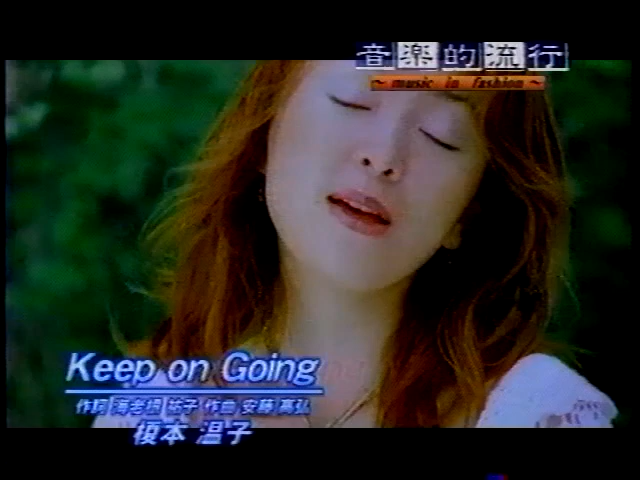 音楽的流行
～ music in fashion ～
Keep on Going
作詞 海老根 祐子 作曲 安藤 高弘
榎本 温子